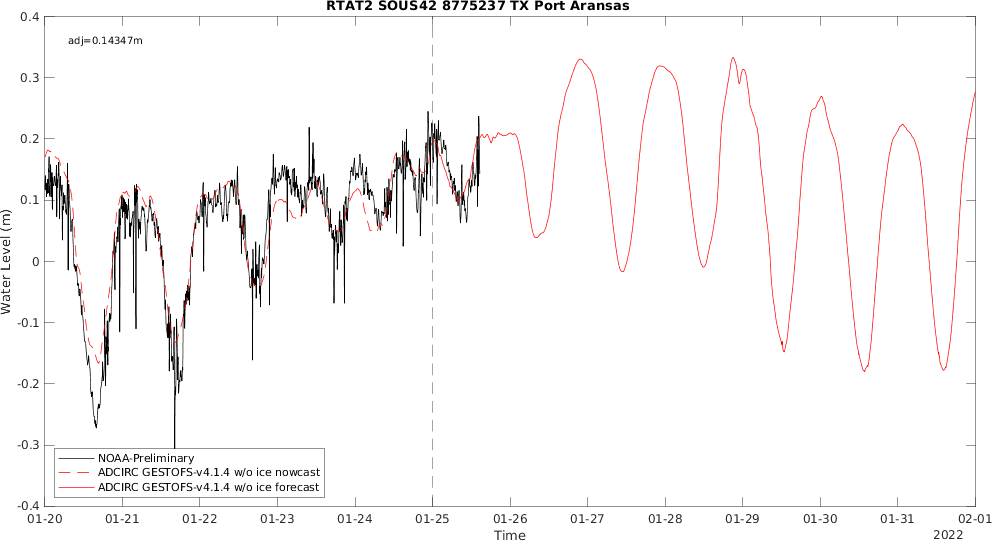 RTAT2 SOUS42 8775237 TX Port Aransas
adj=0.14347m
0.4
0.3
0.2
0.1
0
-0.1
-0.2
-0.3
-0.4
Water Level (m)
NOAA-Preliminary
ADCIRC GESTOFS-v4.1.4 w/o ice nowcast
ADCIRC GESTOFS-v4.1.4 w/o ice forecast
01-20 01-21 01-22 01-23 01-24 01-25 01-26 01-27 01-28 01-29 01-30 01-31 02-01
Time
2022